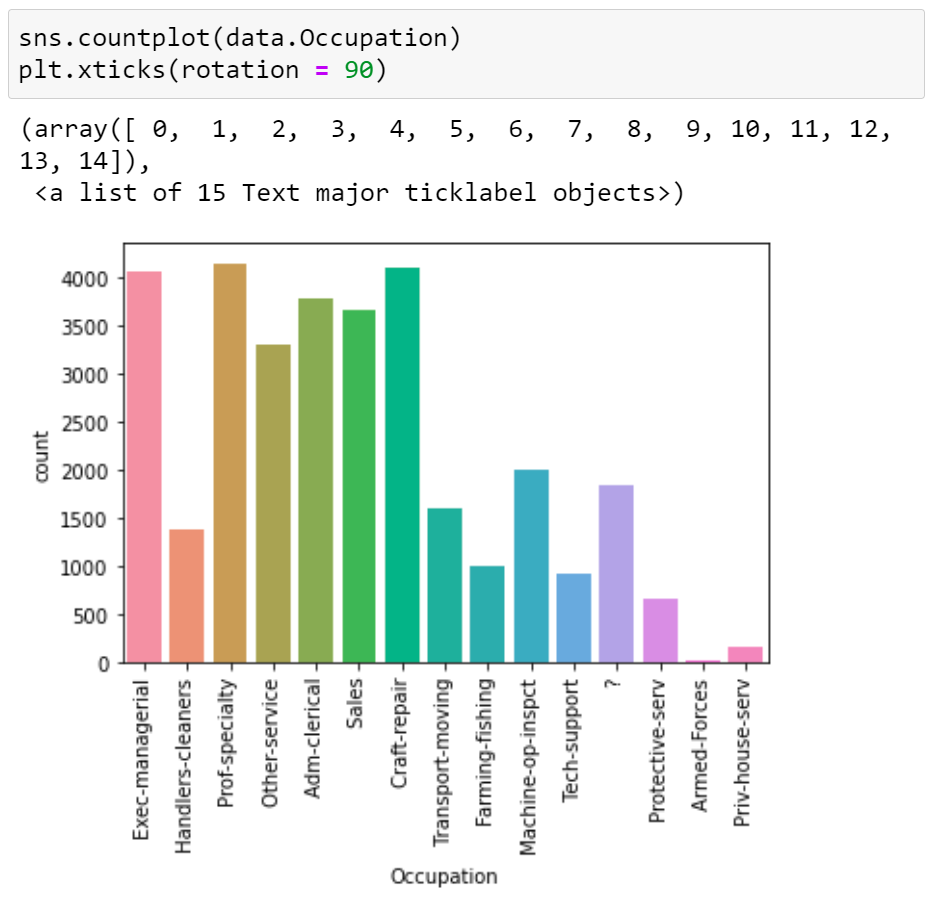 sns.countplot(data.Occupation)
plt.xticks(rotation = 90)
(array([ 0,  1,  2,  3,  4,  5,  6,  7,  8,  9, 10, 11, 12,
13, 14]),
 <a list of 15 Text major ticklabel objects>)
4000
3500
3000
2500
2000
1500
1000
500
0
count
Exec-managerial
Handlers-cleaners
Prof-specialty
Other-service
Adm-clerical
Sales
Craft-repair
Transport-moving
Farming-fishing
Machine-op-inspct
Tech-support
?
Protective-serv
Armed-Forces
Priv-house-serv
Occupation